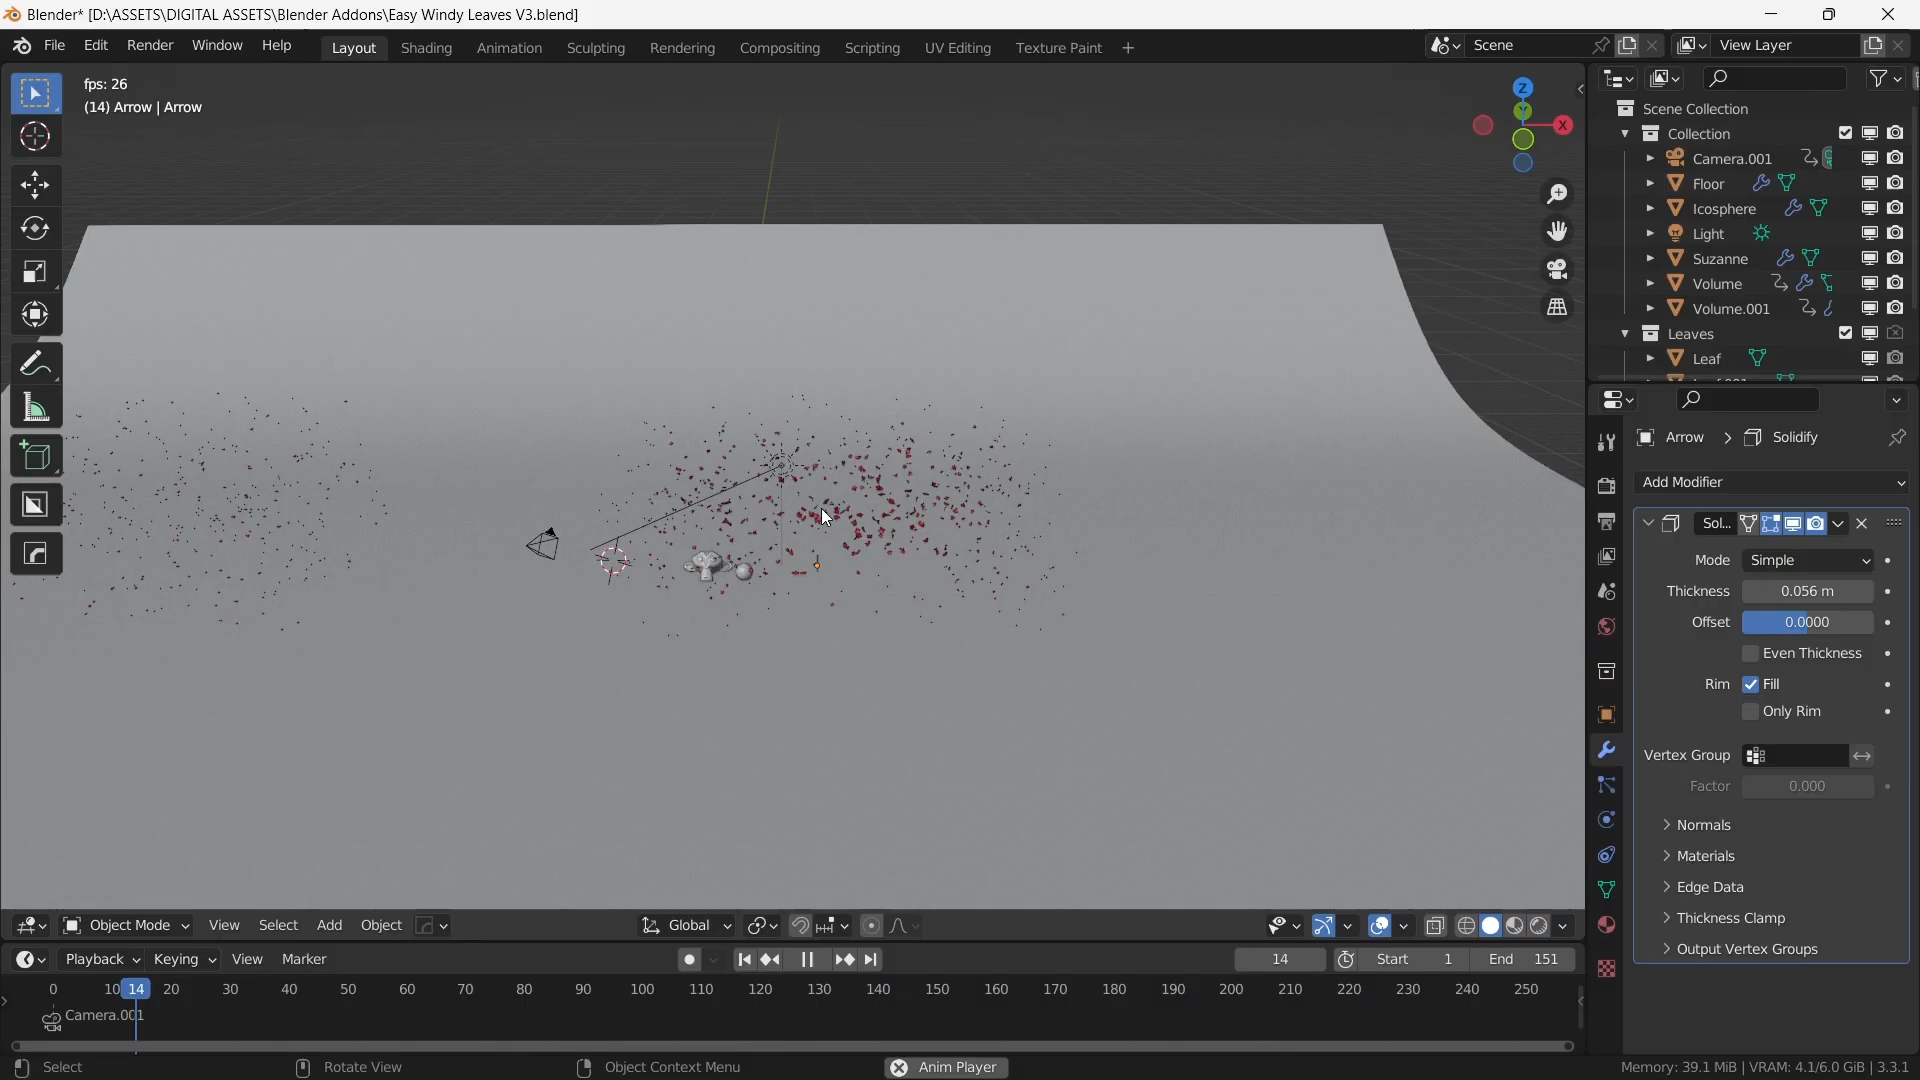 Blender* [D:\ASSETS\DIGITAL ASSETS\Blender Addons\Easy Windy Leaves V3.blend]
File Edit Render Window Help Layout Shading Animation Sculpting Rendering Compositing Scripting UV Editing Texture Paint + Scene View Layer
fps: 26
(14) Arrow | Arrow
Z
Y
X
Scene Collection
Collection
Camera.001
Floor
Icosphere
Light
Suzanne
Volume
Volume.001
Leaves
Leaf
Arrow > Solidify
Add Modifier
Sol...
Mode Simple
Thickness 0.056 m
Offset 0.0000
Even Thickness
Rim Fill
Only Rim
Vertex Group
Factor 0.000
Normals
Materials
Edge Data
Thickness Clamp
Output Vertex Groups
Object Mode View Select Add Object Global
Playback Keying View Marker 14 Start 1 End 151
0 10 14 20 30 40 50 60 70 80 90 100 110 120 130 140 150 160 170 180 190 200 210 220 230 240 250
Camera.001
Select Rotate View Object Context Menu Anim Player Memory: 39.1 MiB | VRAM: 4.1/6.0 GiB | 3.3.1